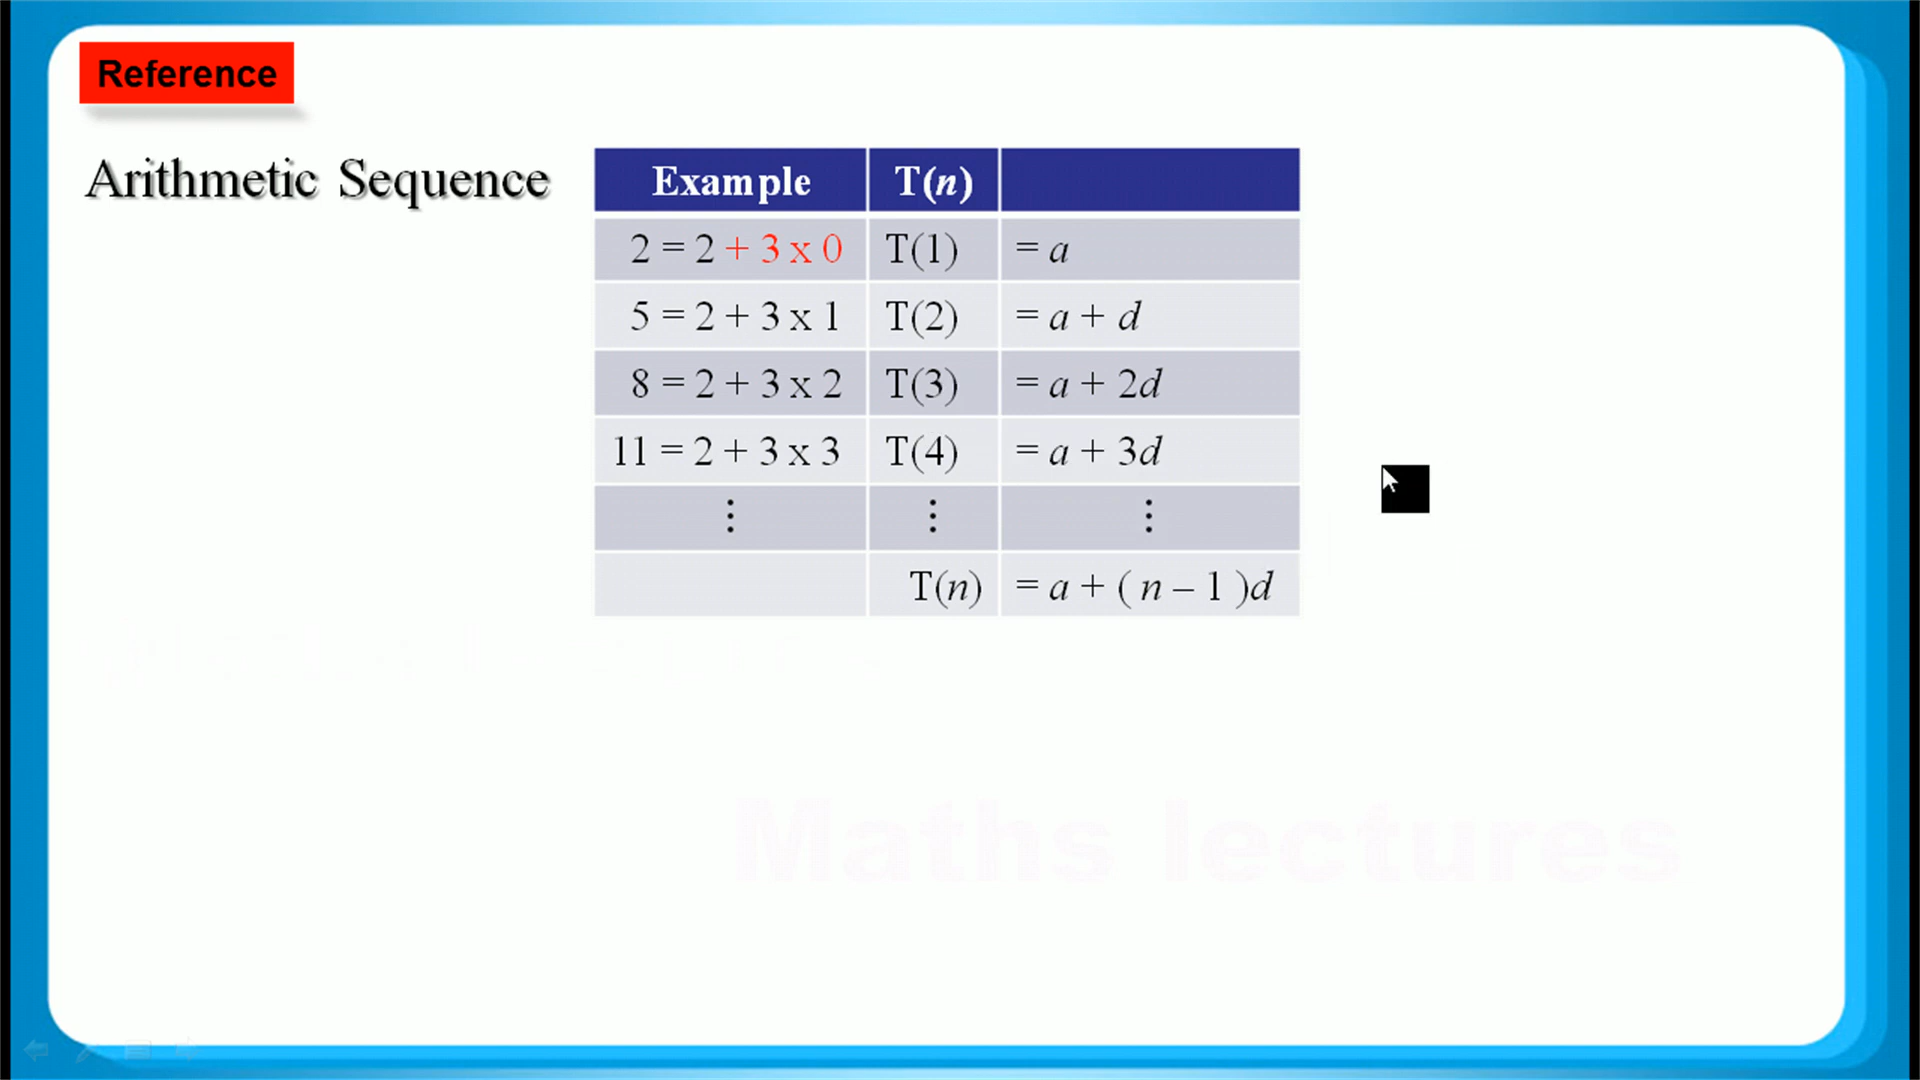 Reference
Arithmetic Sequence
Example T(n)
2 = 2 + 3 x 0 T(1) = a
5 = 2 + 3 x 1 T(2) = a + d
8 = 2 + 3 x 2 T(3) = a + 2d
11 = 2 + 3 x 3 T(4) = a + 3d
⋮ ⋮ ⋮
T(n) = a + ( n – 1 )d
Maths lectures